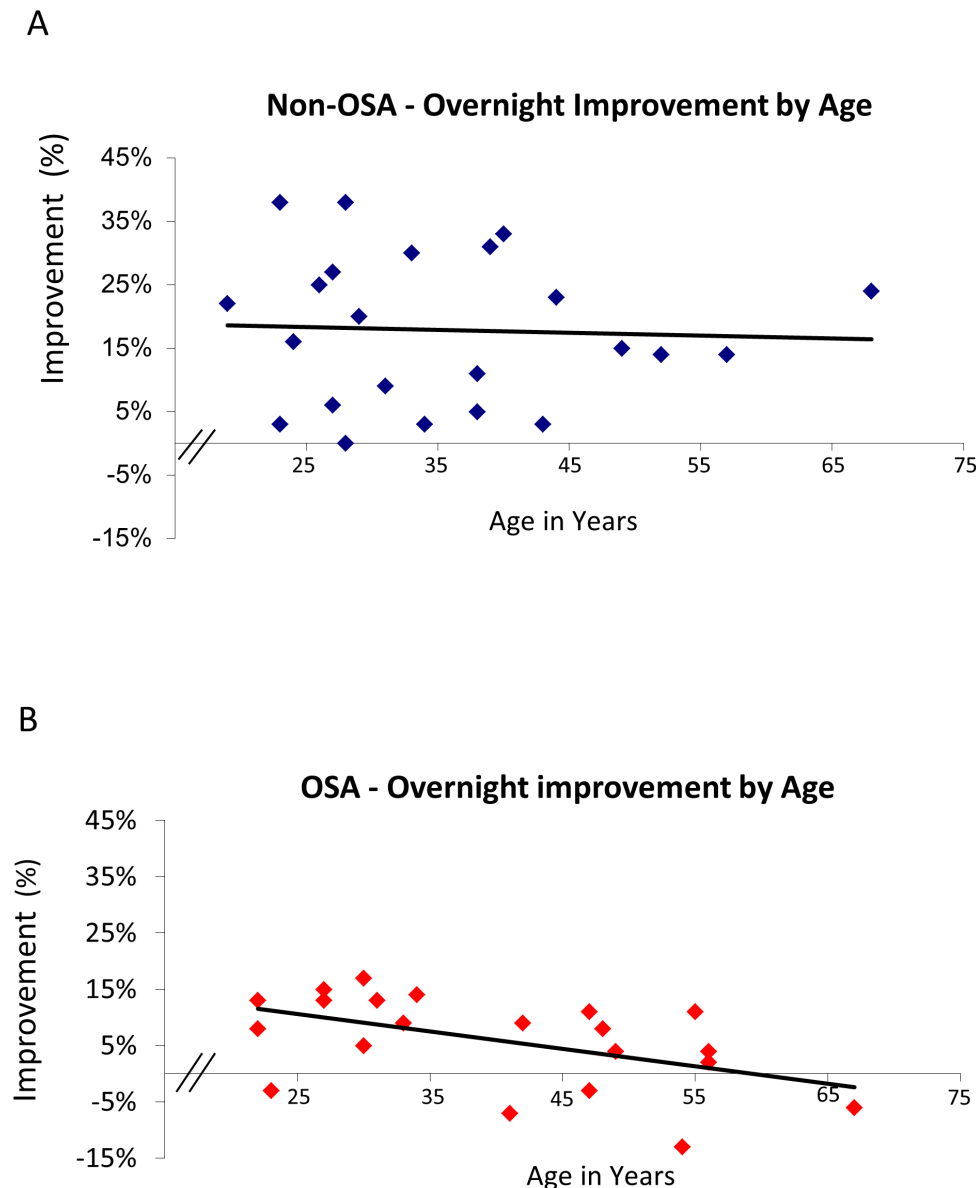 A
Non-OSA - Overnight Improvement by Age
Improvement (%)
45%
35%
25%
15%
5%
-5%
-15%
25 35 45 55 65 75
Age in Years
B
OSA - Overnight improvement by Age
Improvement (%)
45%
35%
25%
15%
5%
-5%
-15%
25 35 45 55 65 75
Age in Years